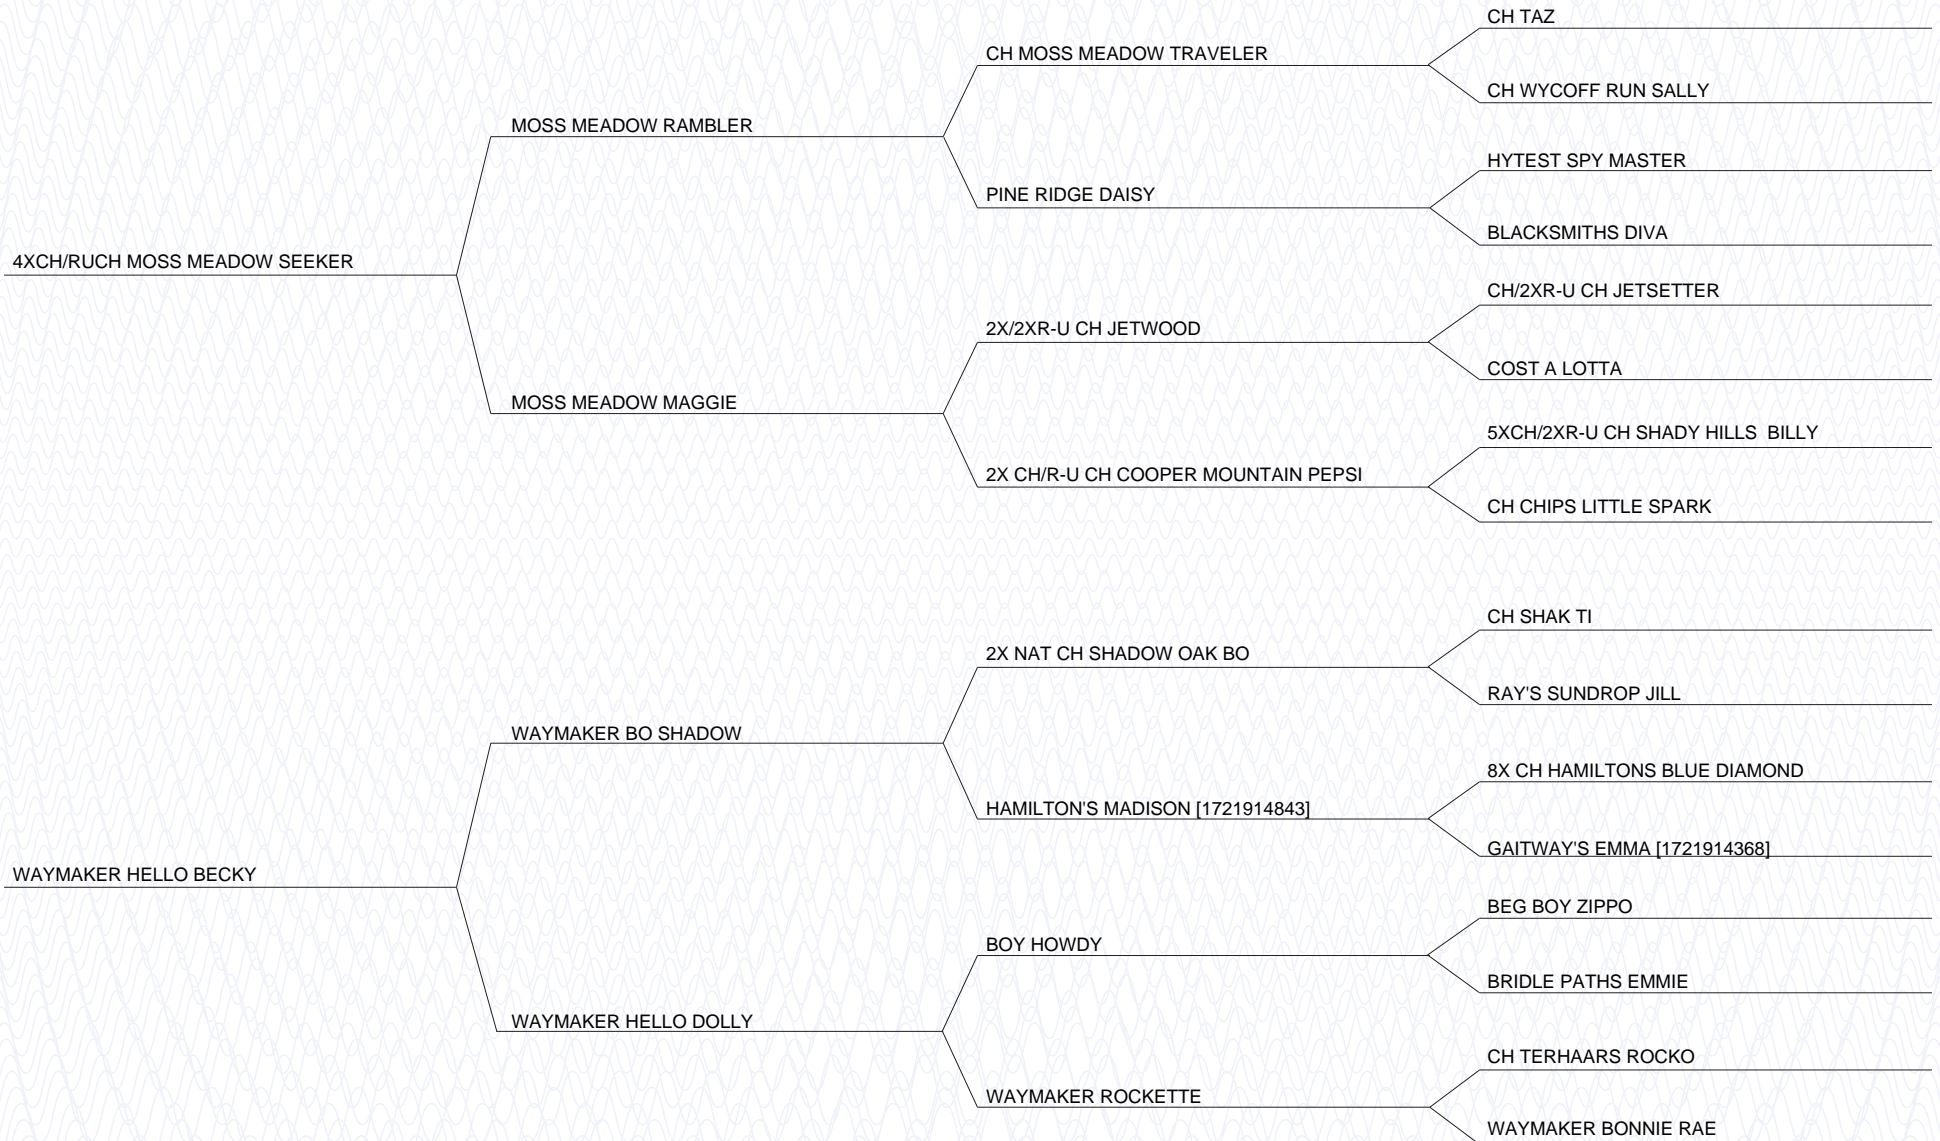 CH TAZ
CH MOSS MEADOW TRAVELER
CH WYCOFF RUN SALLY
MOSS MEADOW RAMBLER
HYTEST SPY MASTER
PINE RIDGE DAISY
BLACKSMITHS DIVA
4XCH/RUCH MOSS MEADOW SEEKER
CH/2XR-U CH JETSETTER
2X/2XR-U CH JETWOOD
COST A LOTTA
MOSS MEADOW MAGGIE
5XCH/2XR-U CH SHADY HILLS  BILLY
2X CH/R-U CH COOPER MOUNTAIN PEPSI
CH CHIPS LITTLE SPARK
CH SHAK TI
2X NAT CH SHADOW OAK BO
RAY'S SUNDROP JILL
WAYMAKER BO SHADOW
8X CH HAMILTONS BLUE DIAMOND
HAMILTON'S MADISON [1721914843]
GAITWAY'S EMMA [1721914368]
WAYMAKER HELLO BECKY
BEG BOY ZIPPO
BOY HOWDY
BRIDLE PATHS EMMIE
WAYMAKER HELLO DOLLY
CH TERHAARS ROCKO
WAYMAKER ROCKETTE
WAYMAKER BONNIE RAE